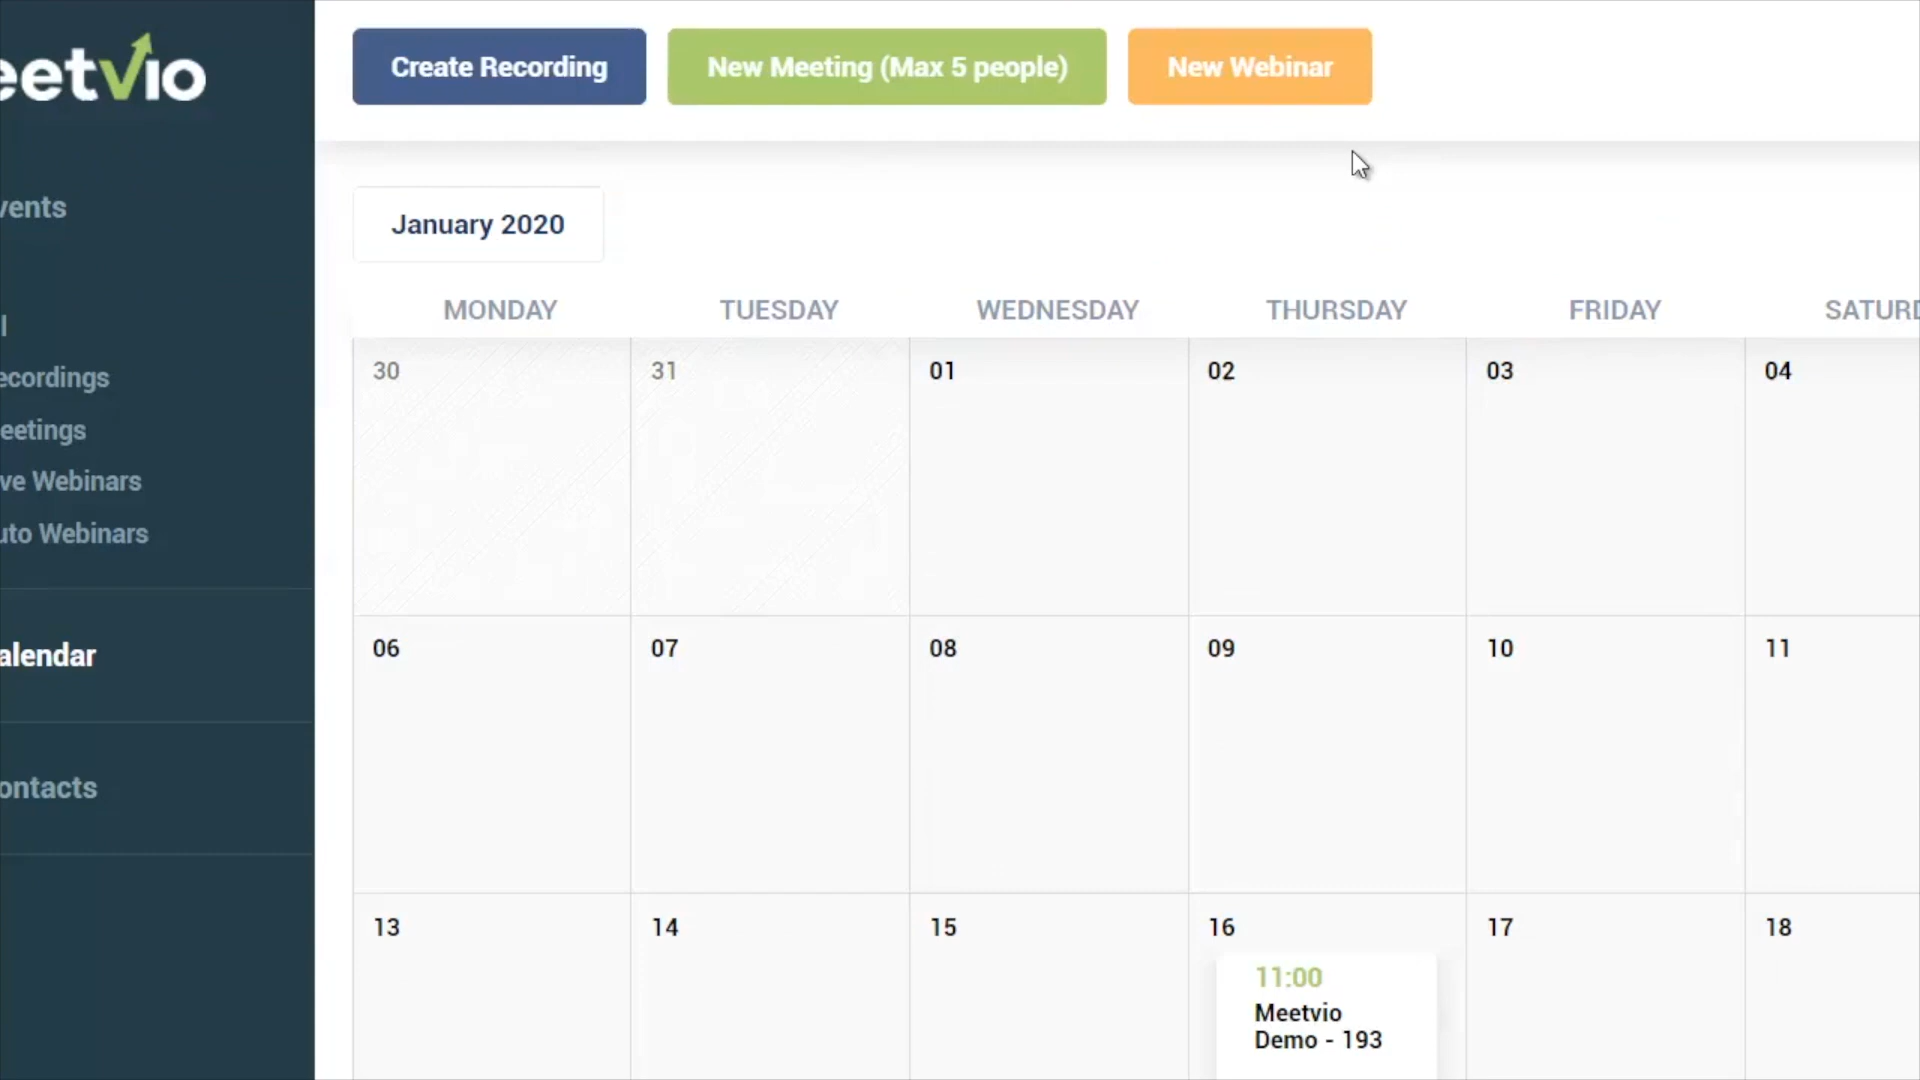 eetvio
Create Recording
New Meeting (Max 5 people)
New Webinar
vents
l
ecordings
eetings
ve Webinars
uto Webinars
alendar
ontacts
January 2020
MONDAY TUESDAY WEDNESDAY THURSDAY FRIDAY SATURD
30 31 01 02 03 04
06 07 08 09 10 11
13 14 15 16 17 18
11:00
Meetvio
Demo - 193